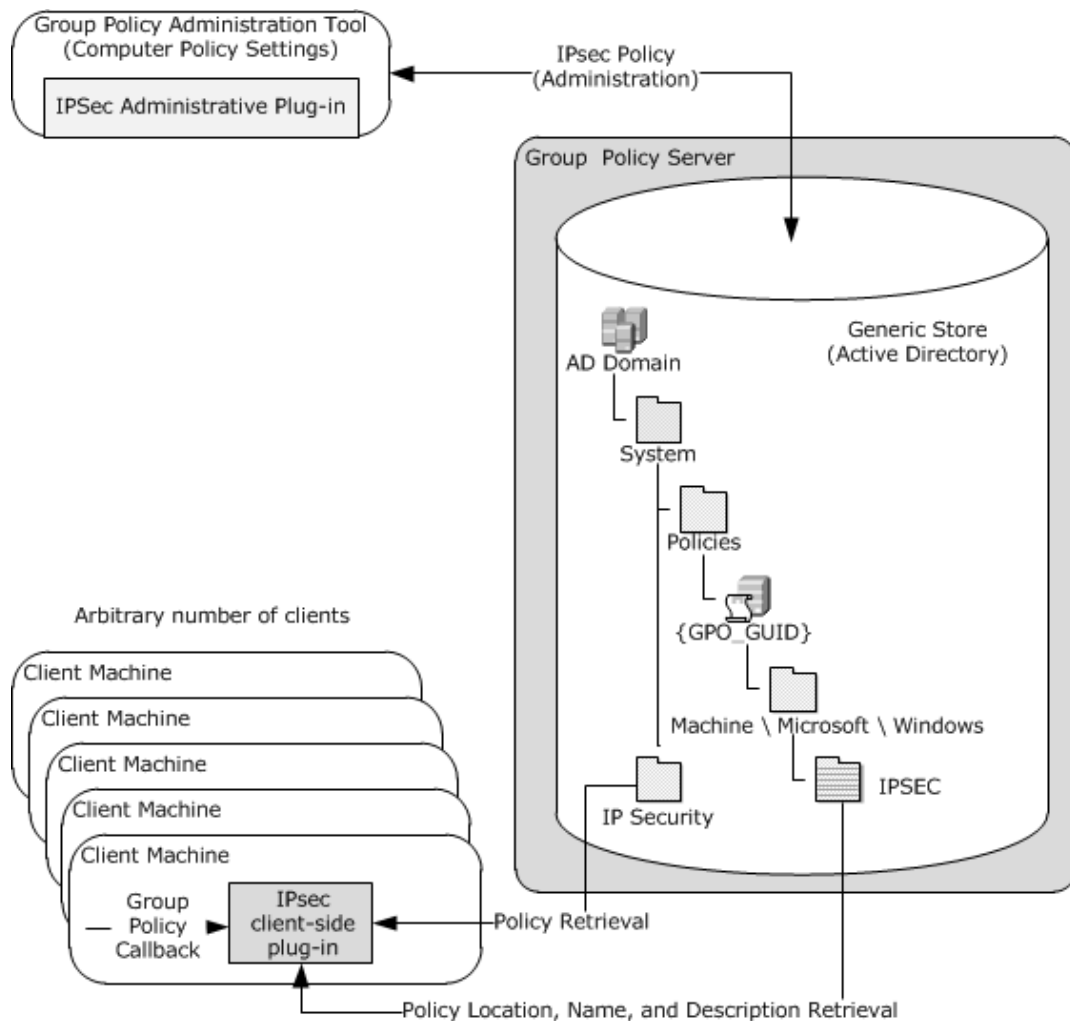 Group Policy Administration Tool
(Computer Policy Settings)
IPSec Administrative Plug-in
IPsec Policy
(Administration)
Group Policy Server
Generic Store
(Active Directory)
AD Domain
System
Policies
{GPO_GUID}
Machine \ Microsoft \ Windows
IPSEC
IP Security
Arbitrary number of clients
Client Machine
Client Machine
Client Machine
Client Machine
Client Machine
Group
Policy
Callback
IPsec
client-side
plug-in
Policy Retrieval
Policy Location, Name, and Description Retrieval